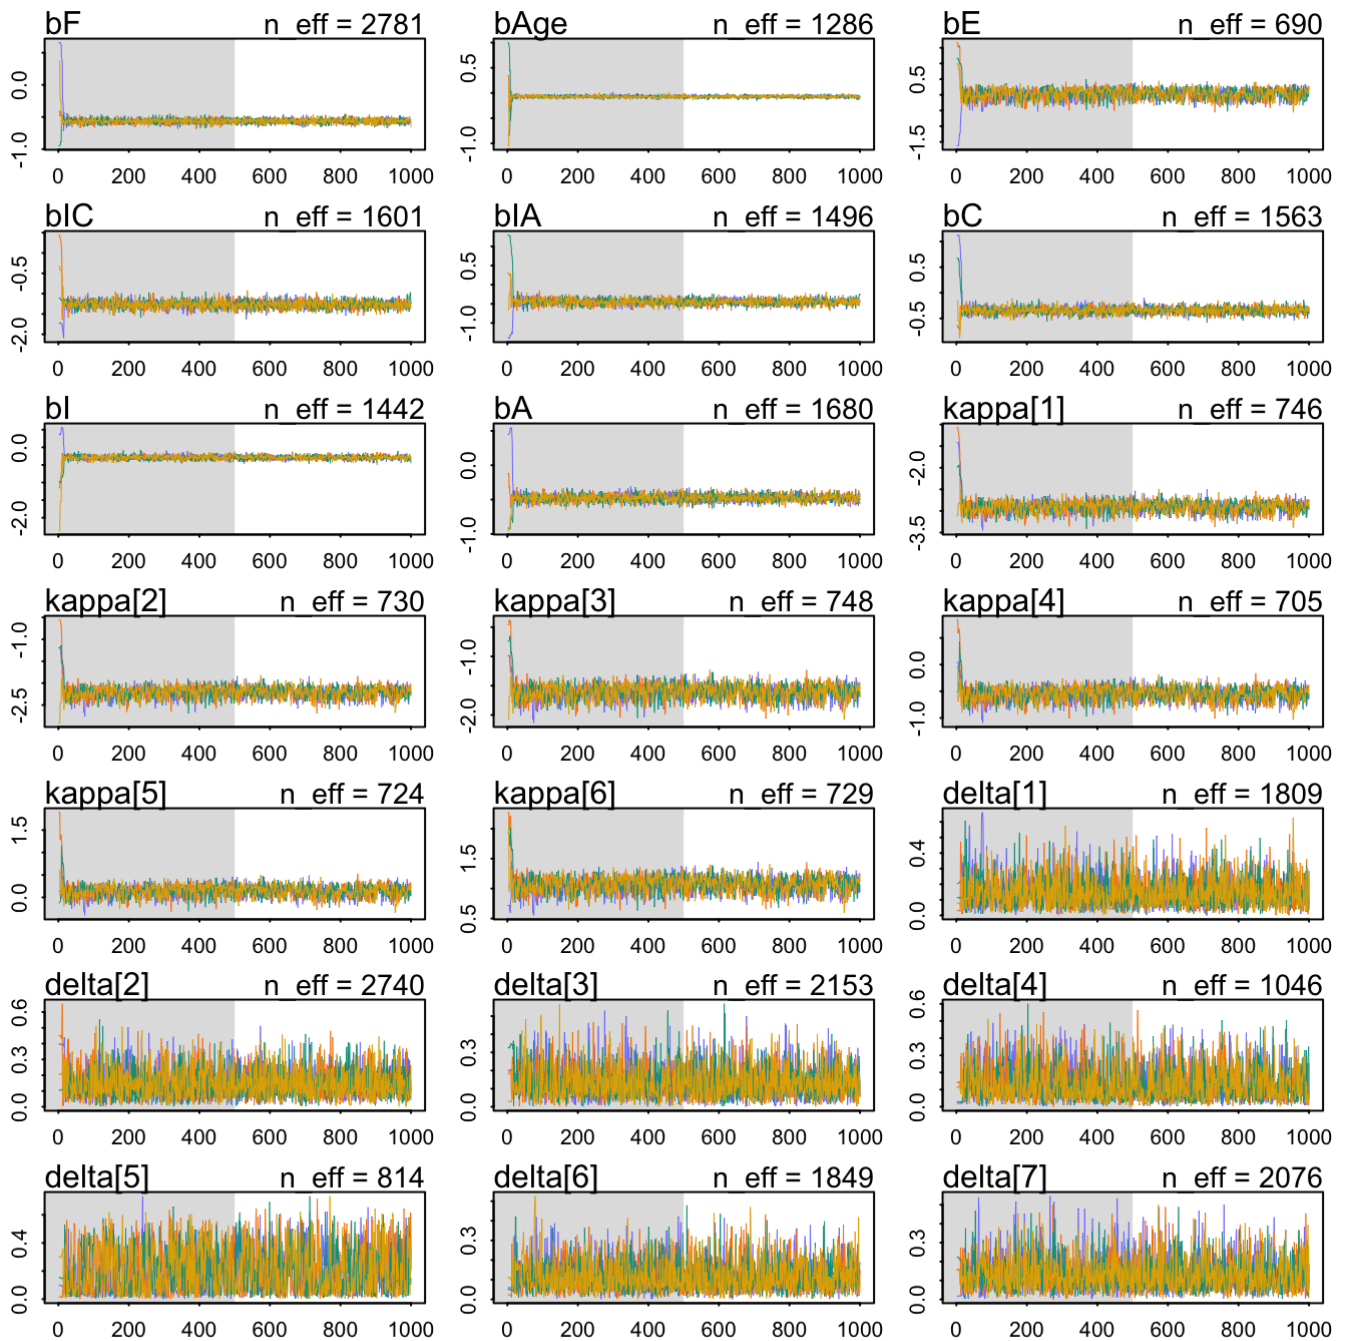 bF n_eff = 2781 bAge n_eff = 1286 bE n_eff = 690
0.0 -1.0
0.5 -1.0
0.5 -1.5
0 200 400 600 800 1000 0 200 400 600 800 1000 0 200 400 600 800 1000
bIC n_eff = 1601 bIA n_eff = 1496 bC n_eff = 1563
-0.5 -2.0
0.5 -1.0
0.5 -0.5
0 200 400 600 800 1000 0 200 400 600 800 1000 0 200 400 600 800 1000
bI n_eff = 1442 bA n_eff = 1680 kappa[1] n_eff = 746
0.0 -2.0
0.0 -1.0
-2.0 -3.5
0 200 400 600 800 1000 0 200 400 600 800 1000 0 200 400 600 800 1000
kappa[2] n_eff = 730 kappa[3] n_eff = 748 kappa[4] n_eff = 705
-1.0 -2.5
-1.0 -2.0
0.0 -1.0
0 200 400 600 800 1000 0 200 400 600 800 1000 0 200 400 600 800 1000
kappa[5] n_eff = 724 kappa[6] n_eff = 729 delta[1] n_eff = 1809
1.5 0.0
1.5 0.5
0.4 0.0
0 200 400 600 800 1000 0 200 400 600 800 1000 0 200 400 600 800 1000
delta[2] n_eff = 2740 delta[3] n_eff = 2153 delta[4] n_eff = 1046
0.6 0.3 0.0
0.3 0.0
0.6 0.3 0.0
0 200 400 600 800 1000 0 200 400 600 800 1000 0 200 400 600 800 1000
delta[5] n_eff = 814 delta[6] n_eff = 1849 delta[7] n_eff = 2076
0.4 0.0
0.3 0.0
0.3 0.0
0 200 400 600 800 1000 0 200 400 600 800 1000 0 200 400 600 800 1000